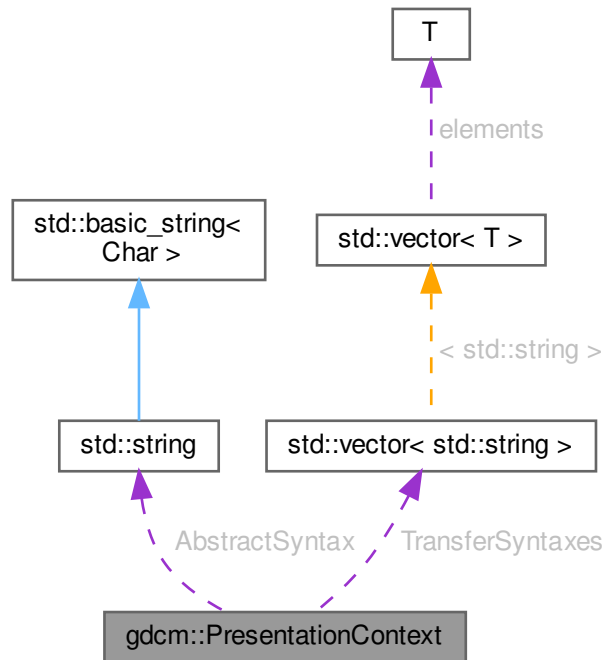 T
elements
std::basic_string<
Char >
std::vector< T >
< std::string >
std::string
std::vector< std::string >
AbstractSyntax
TransferSyntaxes
gdcm::PresentationContext